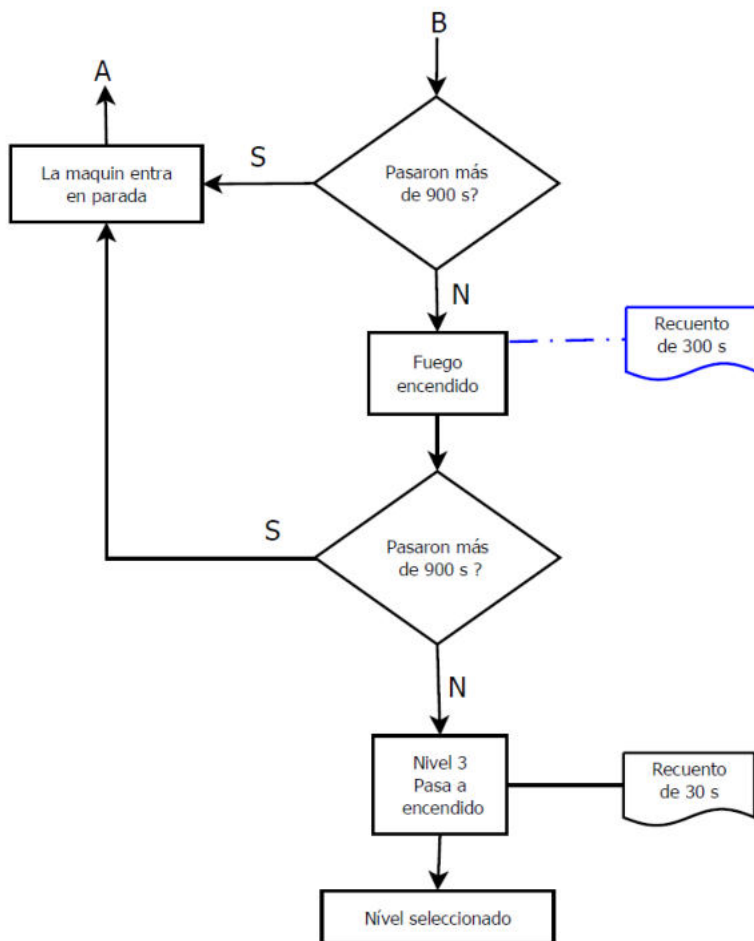 B
A
S
La maquin entra
en parada
Pasaron más
de 900 s?
N
Recuento
de 300 s
Fuego
encendido
S
Pasaron más
de 900 s ?
N
Nivel 3
Pasa a
encendido
Recuento
de 30 s
Nível seleccionado